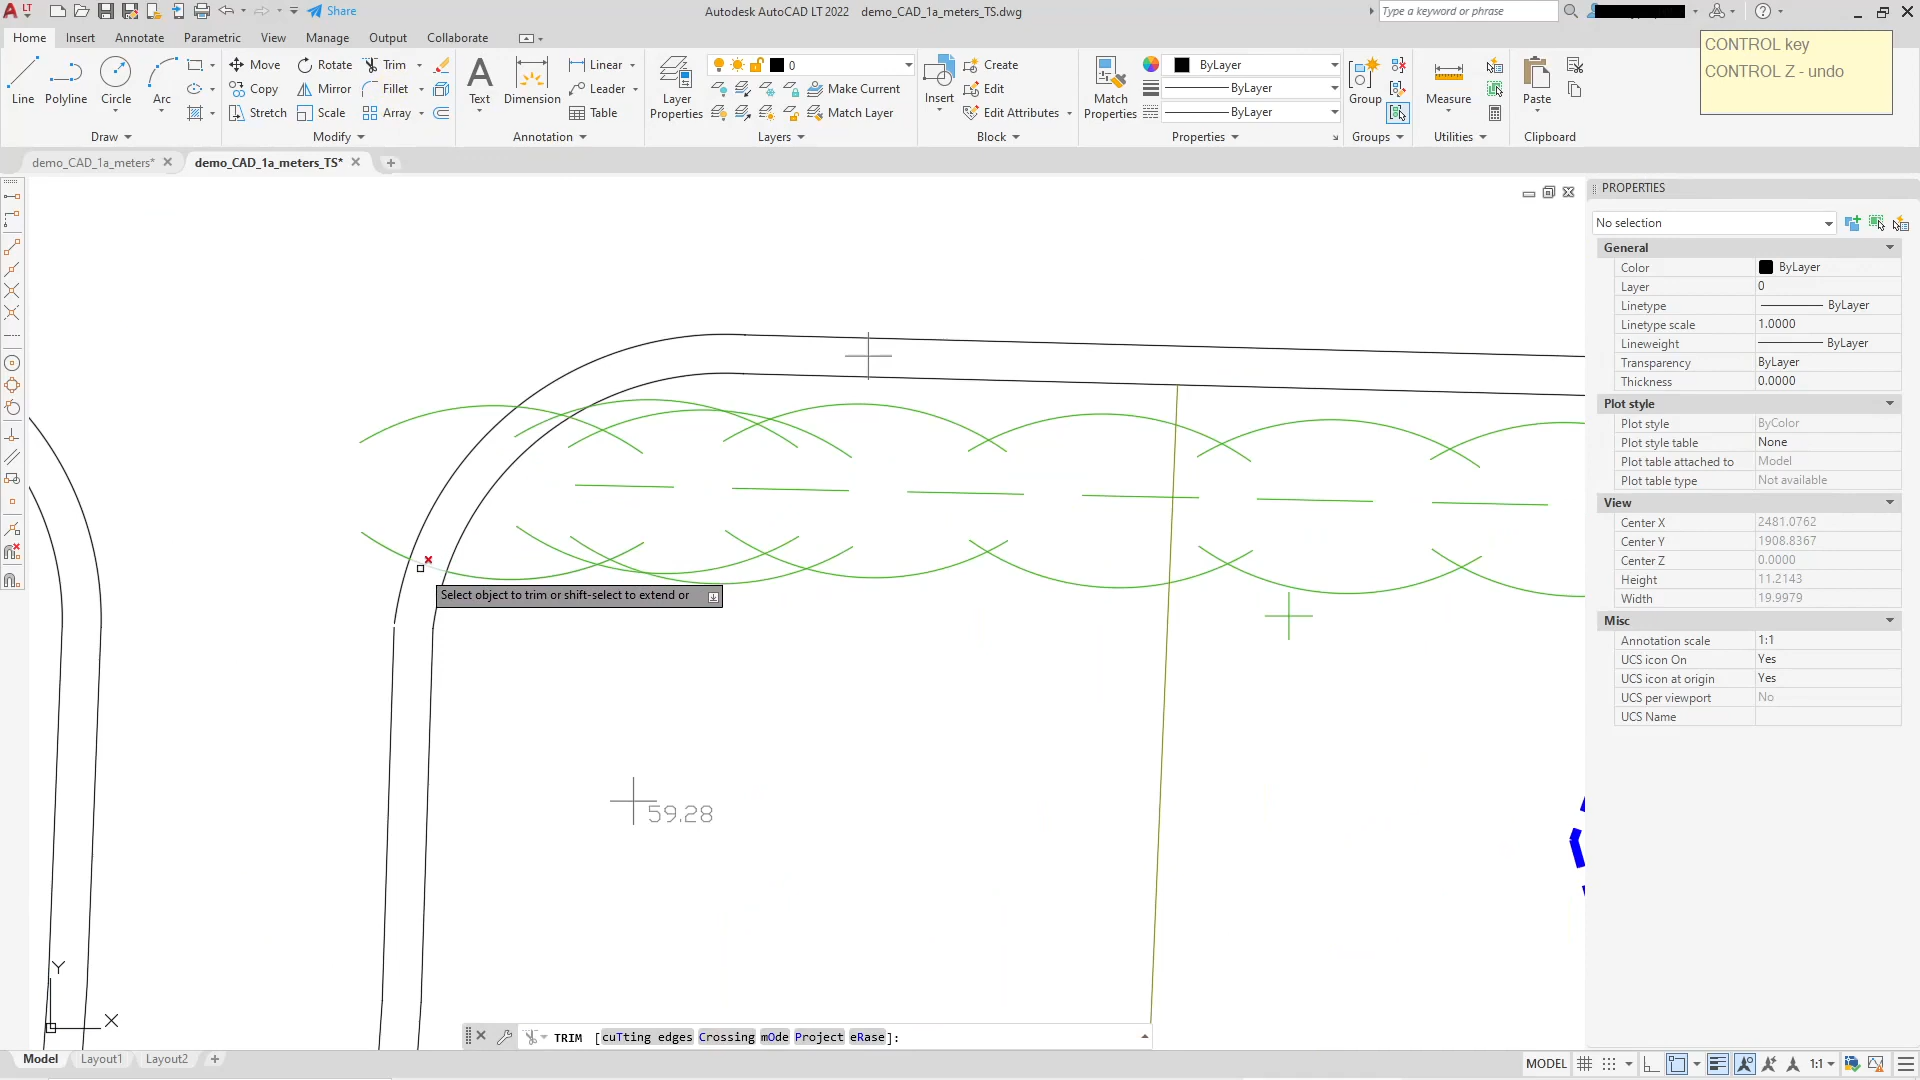 LT
Share
Autodesk AutoCAD LT 2022 demo_CAD_1a_meters_TS.dwg
Type a keyword or phrase
CONTROL key
CONTROL Z - undo
Home Insert Annotate Parametric View Manage Output Collaborate
Line
Polyline
Circle
Arc
Draw
Move
Rotate
Trim
Copy
Mirror
Fillet
Stretch
Scale
Array
Modify
Text
Dimension
Linear
Leader
Table
Annotation
Layer
Properties
0
Make Current
Match Layer
Layers
Insert
Create
Edit
Edit Attributes
Block
Match
Properties
ByLayer
ByLayer
ByLayer
Properties
Group
Groups
Measure
Utilities
Paste
Clipboard
demo_CAD_1a_meters*
demo_CAD_1a_meters_TS*
PROPERTIES
No selection
General
Color ByLayer
Layer 0
Linetype ByLayer
Linetype scale 1.0000
Lineweight ByLayer
Transparency ByLayer
Thickness 0.0000
Plot style
Plot style ByColor
Plot style table None
Plot table attached to Model
Plot table type Not available
View
Center X 2481.0762
Center Y 1908.8367
Center Z 0.0000
Height 11.2143
Width 19.9979
Misc
Annotation scale 1:1
UCS icon On Yes
UCS icon at origin Yes
UCS per viewport No
UCS Name
Select object to trim or shift-select to extend or
59.28
Y
X
TRIM [cuTting edges Crossing mOde Project eRase]:
Model Layout1 Layout2
MODEL
1:1